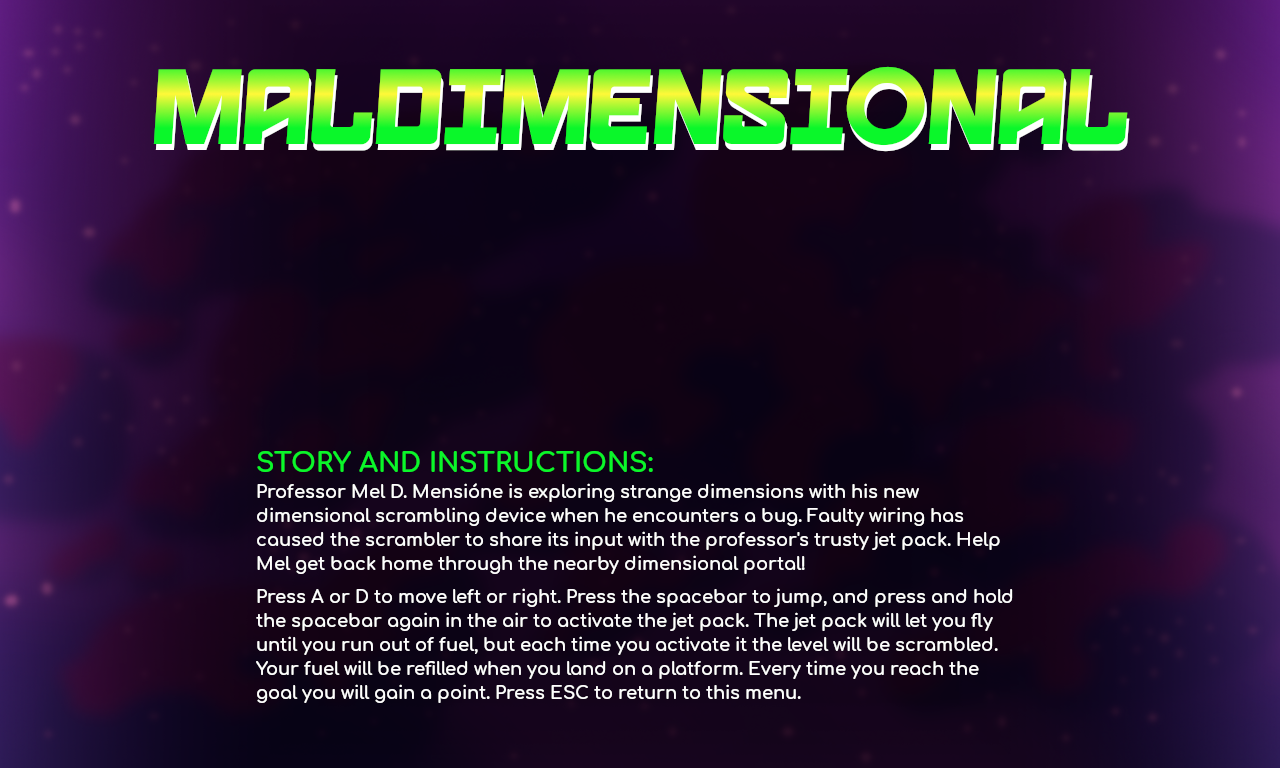 MALDIMENSIONAL
STORY AND INSTRUCTIONS:
Professor Mel D. Mensióne is exploring strange dimensions with his new
dimensional scrambling device when he encounters a bug. Faulty wiring has
caused the scrambler to share its input with the professor's trusty jet pack. Help
Mel get back home through the nearby dimensional portal!
Press A or D to move left or right. Press the spacebar to jump, and press and hold
the spacebar again in the air to activate the jet pack. The jet pack will let you fly
until you run out of fuel, but each time you activate it the level will be scrambled.
Your fuel will be refilled when you land on a platform. Every time you reach the
goal you will gain a point. Press ESC to return to this menu.